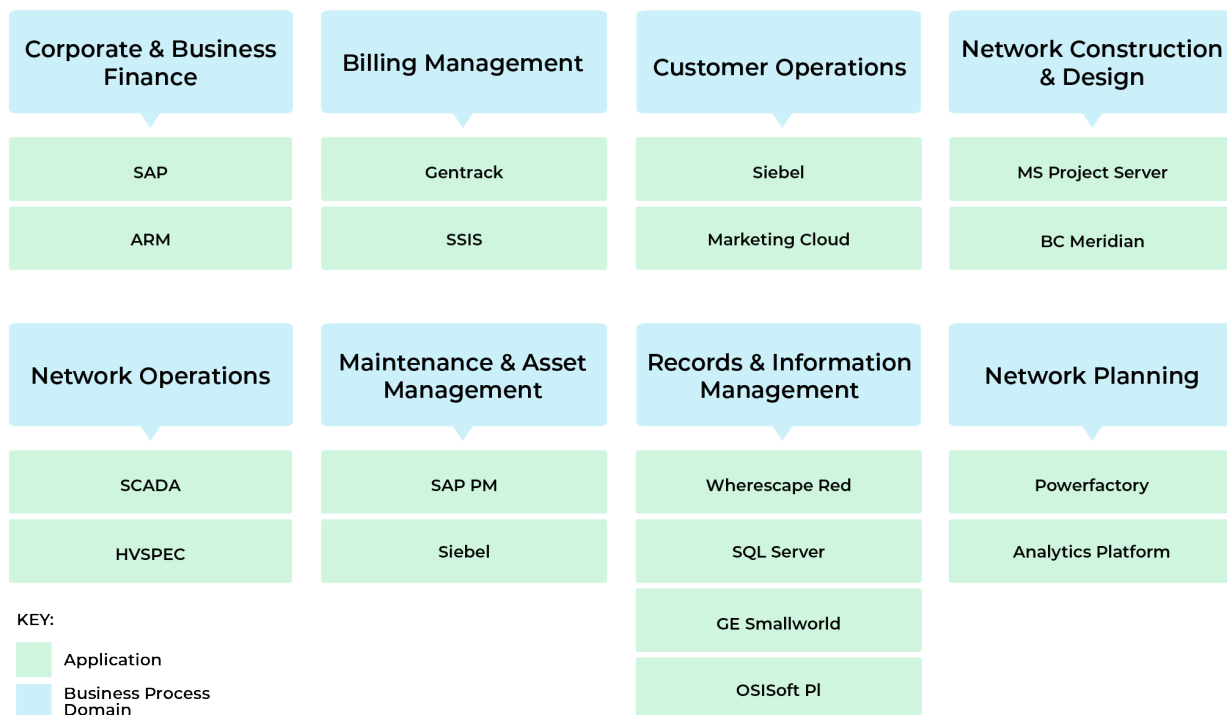 Corporate & Business
Finance
Billing Management
Customer Operations
Network Construction
& Design
SAP
Gentrack
Siebel
MS Project Server
ARM
SSIS
Marketing Cloud
BC Meridian
Network Operations
Maintenance & Asset
Management
Records & Information
Management
Network Planning
SCADA
SAP PM
Wherescape Red
Powerfactory
HVSPEC
Siebel
SQL Server
Analytics Platform
GE Smallworld
OSISoft Pl
KEY:
Application
Business Process
Domain